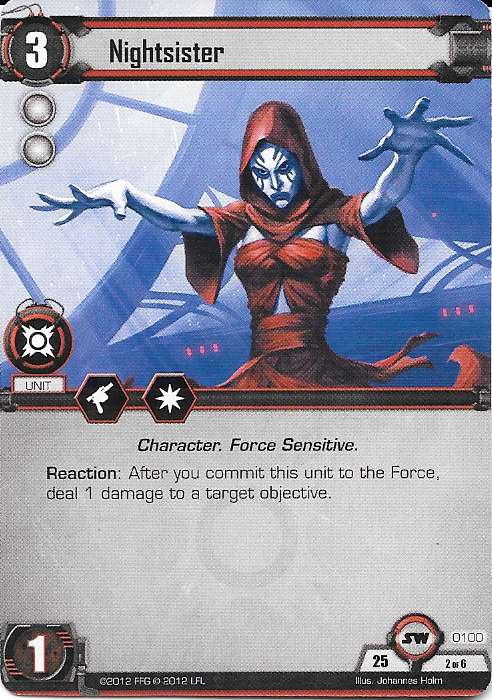 3
Nightsister
UNIT
Character. Force Sensitive.
Reaction: After you commit this unit to the Force,
deal 1 damage to a target objective.
1
SW
0100
25
2 OF 6
©2012 FFG © 2012 LFL
Illus. Johannes Holm